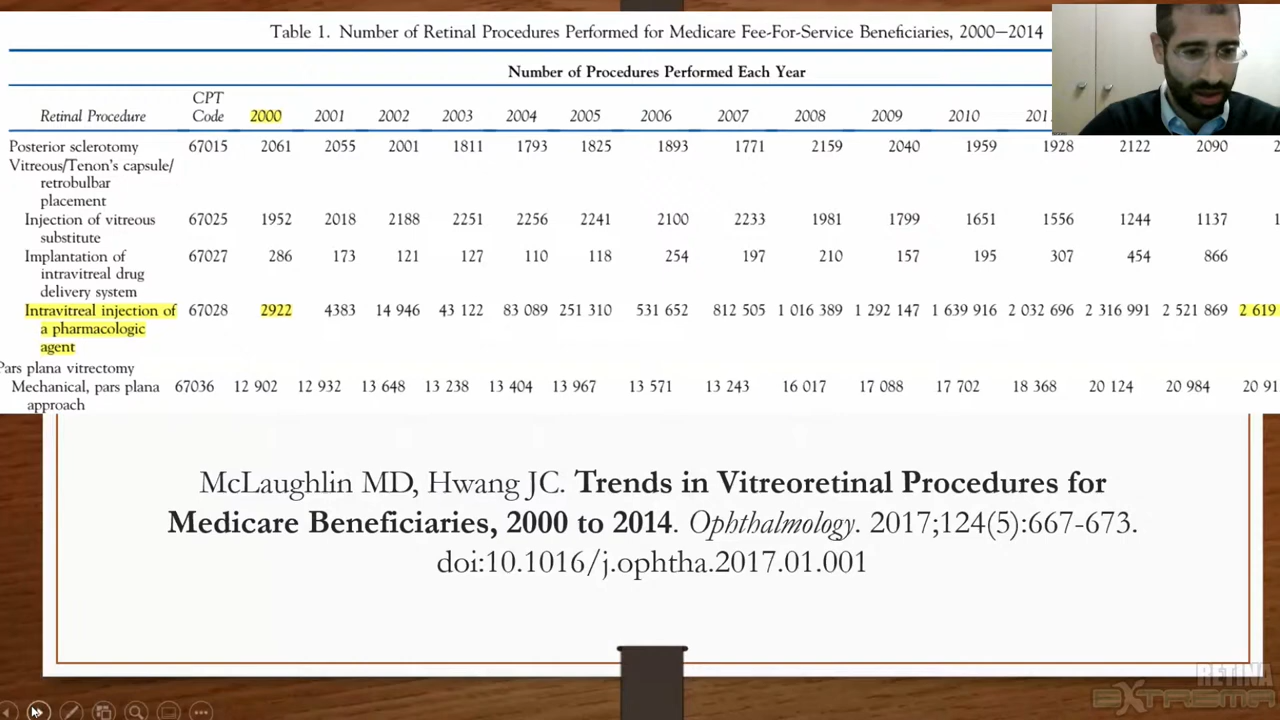 Table 1. Number of Retinal Procedures Performed for Medicare Fee-For-Service Beneficiaries, 2000–2014
Number of Procedures Performed Each Year
Retinal Procedure CPT Code 2000 2001 2002 2003 2004 2005 2006 2007 2008 2009 2010 201
Posterior sclerotomy 67015 2061 2055 2001 1811 1793 1825 1893 1771 2159 2040 1959 1928 2122 2090 2
Vitreous/Tenon's capsule/
retrobulbar
placement
Injection of vitreous 67025 1952 2018 2188 2251 2256 2241 2100 2233 1981 1799 1651 1556 1244 1137 1
substitute
Implantation of 67027 286 173 121 127 110 118 254 197 210 157 195 307 454 866
intravitreal drug
delivery system
Intravitreal injection of 67028 2922 4383 14 946 43 122 83 089 251 310 531 652 812 505 1 016 389 1 292 147 1 639 916 2 032 696 2 316 991 2 521 869 2 619
a pharmacologic
agent
Pars plana vitrectomy
Mechanical, pars plana 67036 12 902 12 932 13 648 13 238 13 404 13 967 13 571 13 243 16 017 17 088 17 702 18 368 20 124 20 984 20 91
approach
McLaughlin MD, Hwang JC. Trends in Vitreoretinal Procedures for
Medicare Beneficiaries, 2000 to 2014. Ophthalmology. 2017;124(5):667-673.
doi:10.1016/j.ophtha.2017.01.001
RETINA
EXTREMA